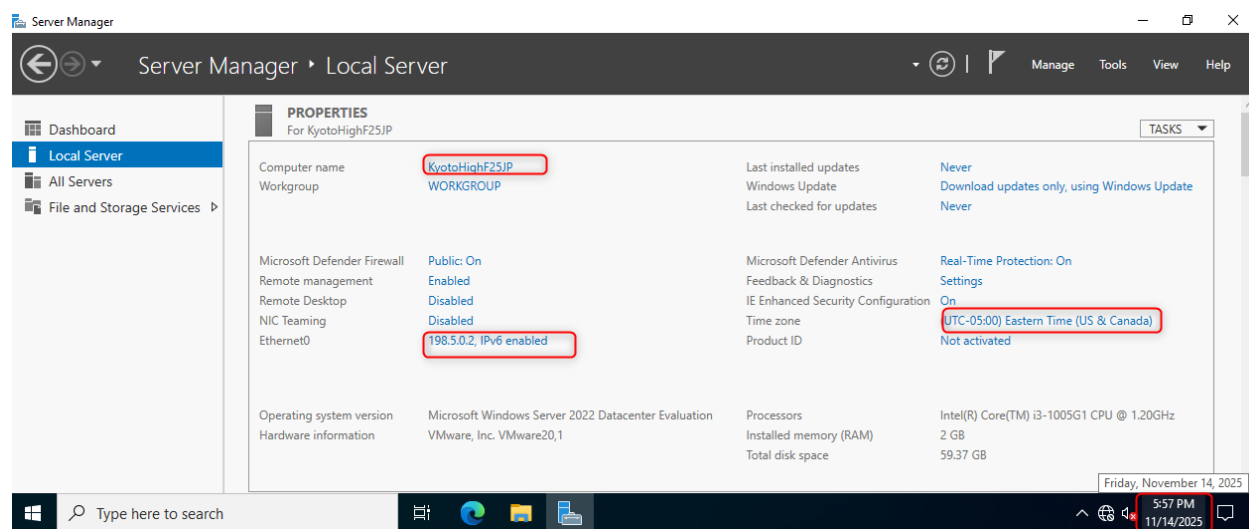 Server Manager
Server Manager • Local Server
Manage Tools View Help
Dashboard
Local Server
All Servers
File and Storage Services
PROPERTIES
For KyotoHighF25JP
TASKS
Computer name KyotoHighF25JP Last installed updates Never
Workgroup WORKGROUP Windows Update Download updates only, using Windows Update
Last checked for updates Never
Microsoft Defender Firewall Public: On Microsoft Defender Antivirus Real-Time Protection: On
Remote management Enabled Feedback & Diagnostics Settings
Remote Desktop Disabled IE Enhanced Security Configuration On
NIC Teaming Disabled Time zone (UTC-05:00) Eastern Time (US & Canada)
Ethernet0 198.5.0.2, IPv6 enabled Product ID Not activated
Operating system version Microsoft Windows Server 2022 Datacenter Evaluation Processors Intel(R) Core(TM) i3-1005G1 CPU @ 1.20GHz
Hardware information VMware, Inc. VMware20,1 Installed memory (RAM) 2 GB
Total disk space 59.37 GB
Friday, November 14, 2025
Type here to search
5:57 PM
11/14/2025